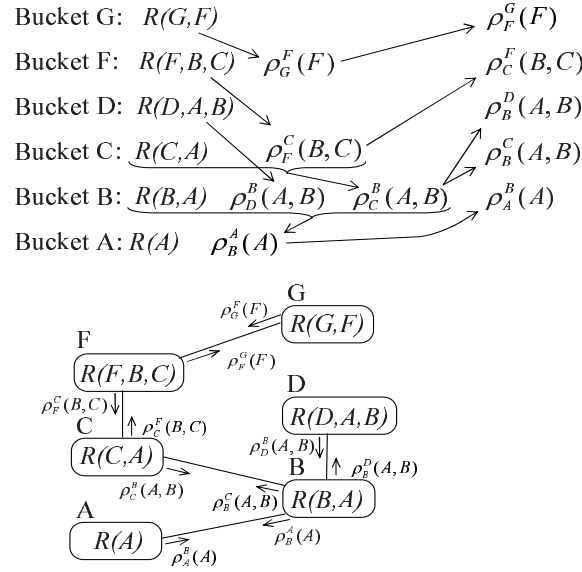 Bucket G: R(G,F) ρ_G^F(F) ρ_F^G(F)
Bucket F: R(F,B,C) ρ_C^F(B,C)
Bucket D: R(D,A,B) ρ_B^D(A,B)
Bucket C: R(C,A) ρ_F^C(B,C) ρ_B^C(A,B)
Bucket B: R(B,A) ρ_D^B(A,B) ρ_C^B(A,B) ρ_A^B(A)
Bucket A: R(A) ρ_B^A(A)
G
ρ_G^F(F) R(G,F)
F
ρ_F^G(F)
R(F,B,C)
D
ρ_F^C(B,C) R(D,A,B)
C ρ_C^F(B,C)
ρ_D^B(A,B)
R(C,A) B ρ_B^D(A,B)
ρ_C^B(A,B) ρ_B^C(A,B) R(B,A)
A
R(A) ρ_A^B(A) ρ_B^A(A)